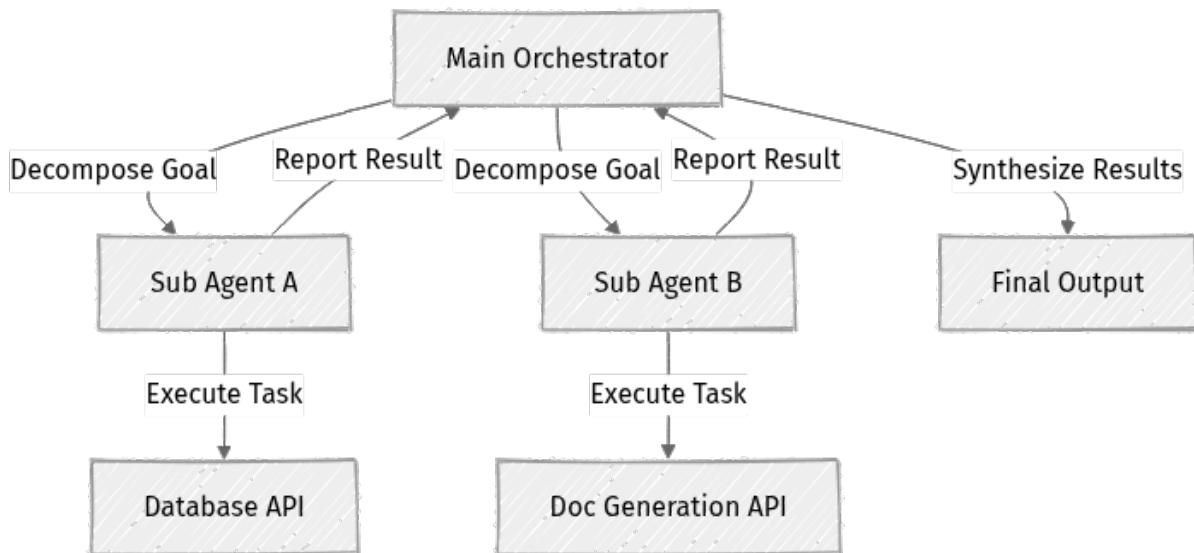 Main Orchestrator
Decompose Goal
Report Result
Decompose Goal
Report Result
Synthesize Results
Sub Agent A
Sub Agent B
Final Output
Execute Task
Execute Task
Database API
Doc Generation API